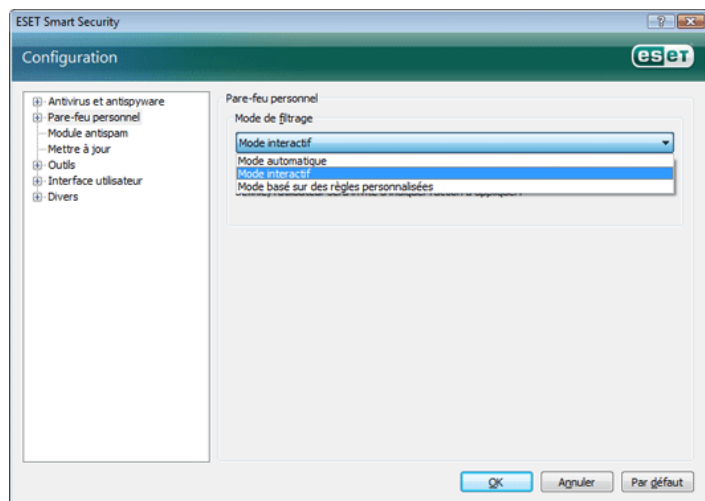 ESET Smart Security
Configuration
eset
Antivirus et antispyware
Pare-feu personnel
Module antispam
Mettre à jour
Outils
Interface utilisateur
Divers
Pare-feu personnel
Mode de filtrage
Mode interactif
Mode automatique
Mode interactif
Mode basé sur des règles personnalisées
OK
Annuler
Par défaut